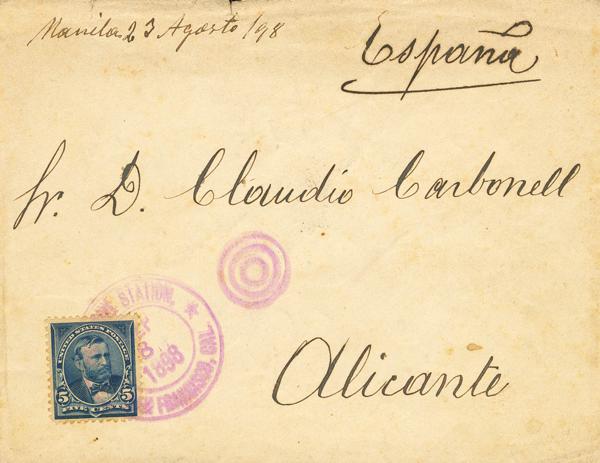 Manila 23 Agosto /98
España
Sr. D. Claudio Carbonell
STATION,
1898
FRANCISCO, CAL.
UNITED STATES POSTAGE
5 5
FIVE CENTS
Alicante